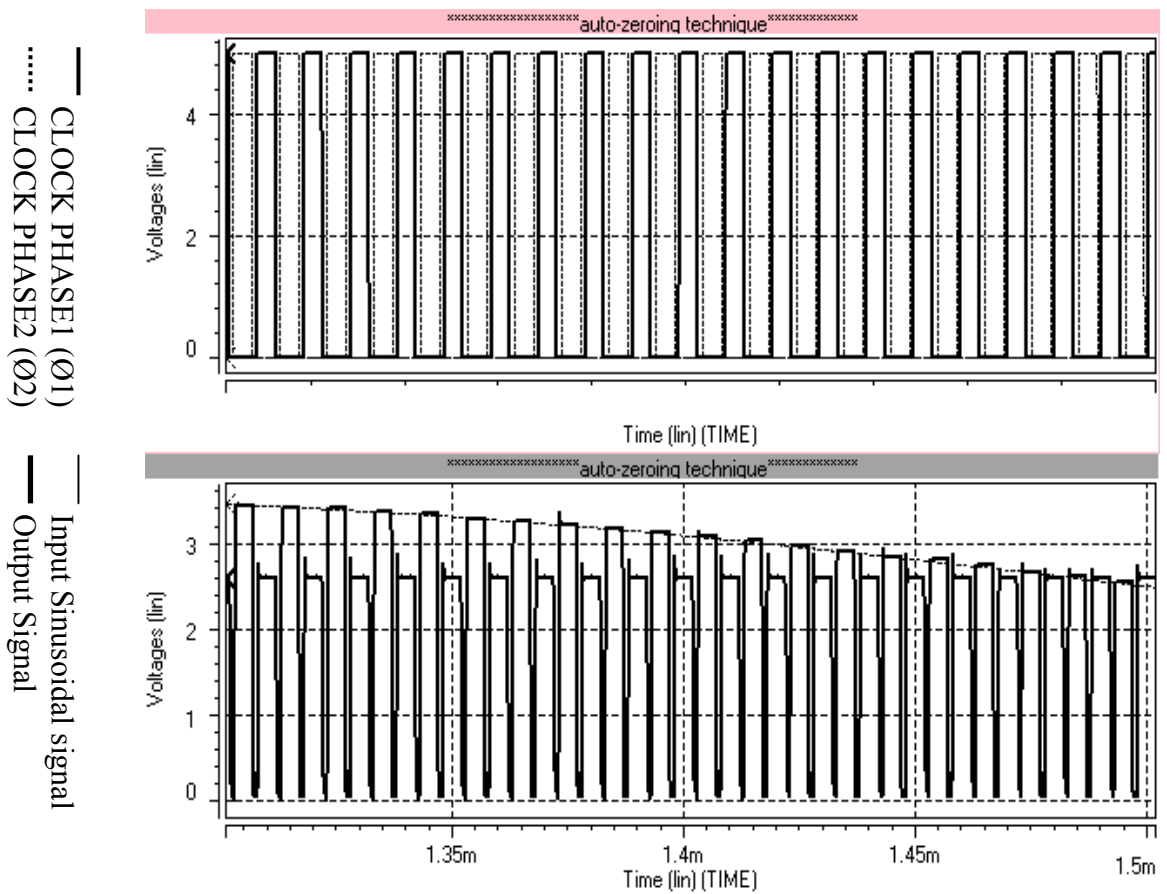 *******************auto-zeroing technique*************
1
4
2
0
Voltages (lin)
Time (lin) (TIME)
*******************auto-zeroing technique*************
3
2
1
0
Voltages (lin)
1.35m
1.4m
1.45m
1.5m
Time (lin) (TIME)
CLOCK PHASE1 (Ø1)
CLOCK PHASE2 (Ø2)
Input Sinusoidal signal
Output Signal